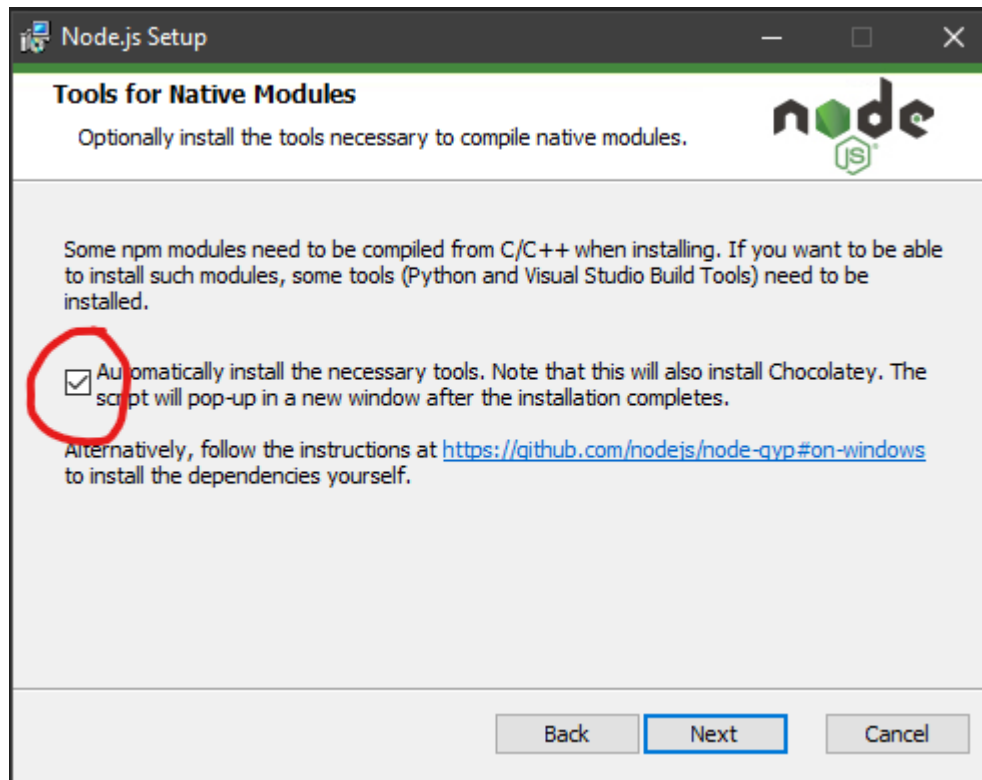 Node.js Setup
Tools for Native Modules
Optionally install the tools necessary to compile native modules.
node
JS
Some npm modules need to be compiled from C/C++ when installing. If you want to be able
to install such modules, some tools (Python and Visual Studio Build Tools) need to be
installed.
Automatically install the necessary tools. Note that this will also install Chocolatey. The
script will pop-up in a new window after the installation completes.
Alternatively, follow the instructions at https://github.com/nodejs/node-gyp#on-windows
to install the dependencies yourself.
Back Next Cancel